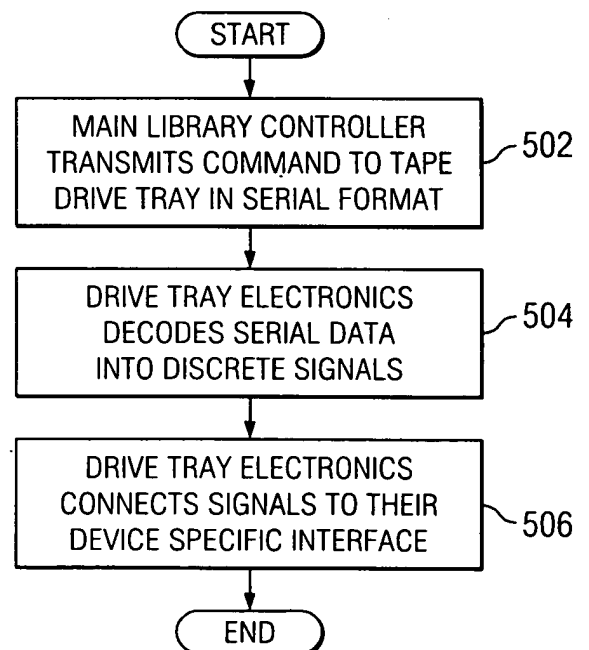 START
MAIN LIBRARY CONTROLLER
TRANSMITS COMMAND TO TAPE
DRIVE TRAY IN SERIAL FORMAT
502
DRIVE TRAY ELECTRONICS
DECODES SERIAL DATA
INTO DISCRETE SIGNALS
504
DRIVE TRAY ELECTRONICS
CONNECTS SIGNALS TO THEIR
DEVICE SPECIFIC INTERFACE
506
END